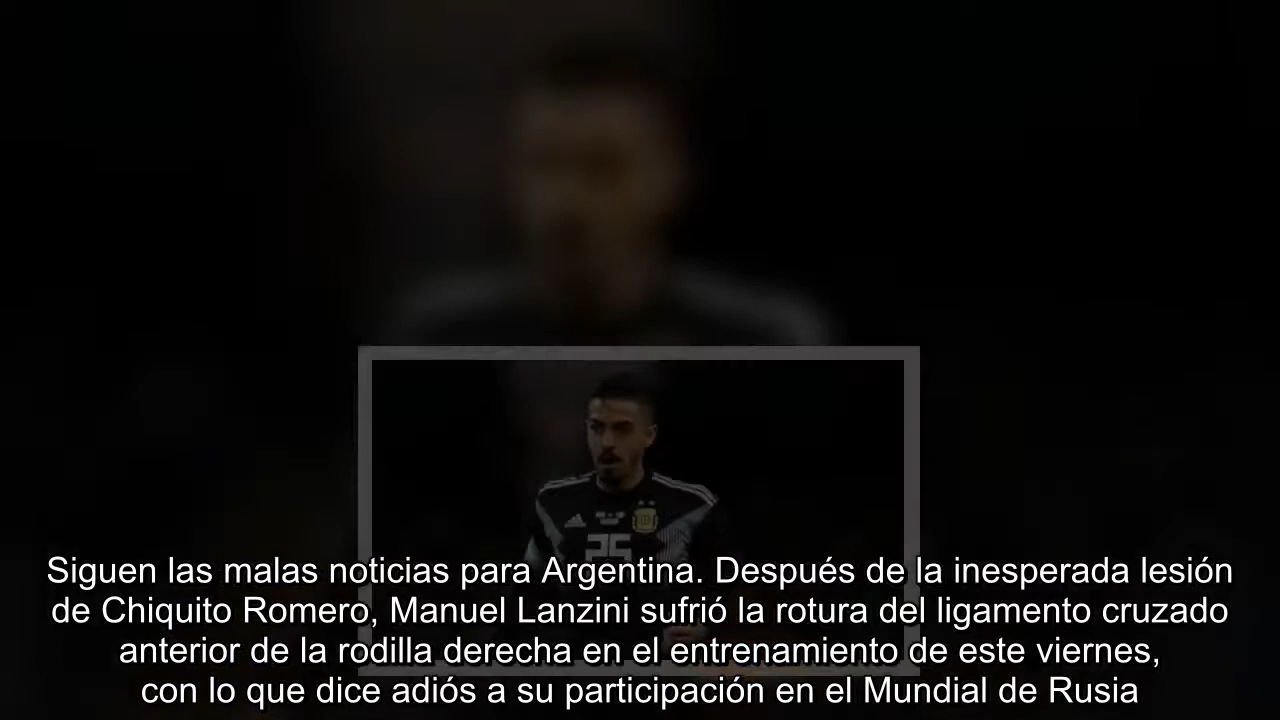 25
Siguen las malas noticias para Argentina. Después de la inesperada lesión
de Chiquito Romero, Manuel Lanzini sufrió la rotura del ligamento cruzado
anterior de la rodilla derecha en el entrenamiento de este viernes,
con lo que dice adiós a su participación en el Mundial de Rusia